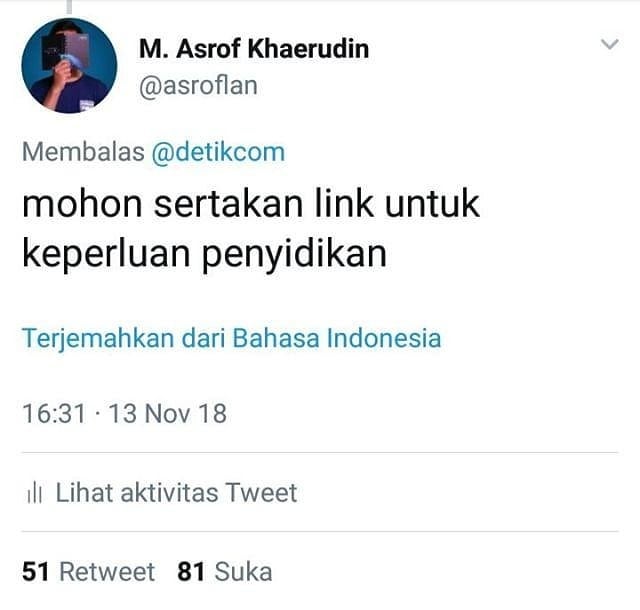 M. Asrof Khaerudin
@asroflan
Membalas @detikcom
mohon sertakan link untuk
keperluan penyidikan
Terjemahkan dari Bahasa Indonesia
16:31 · 13 Nov 18
Lihat aktivitas Tweet
51 Retweet 81 Suka